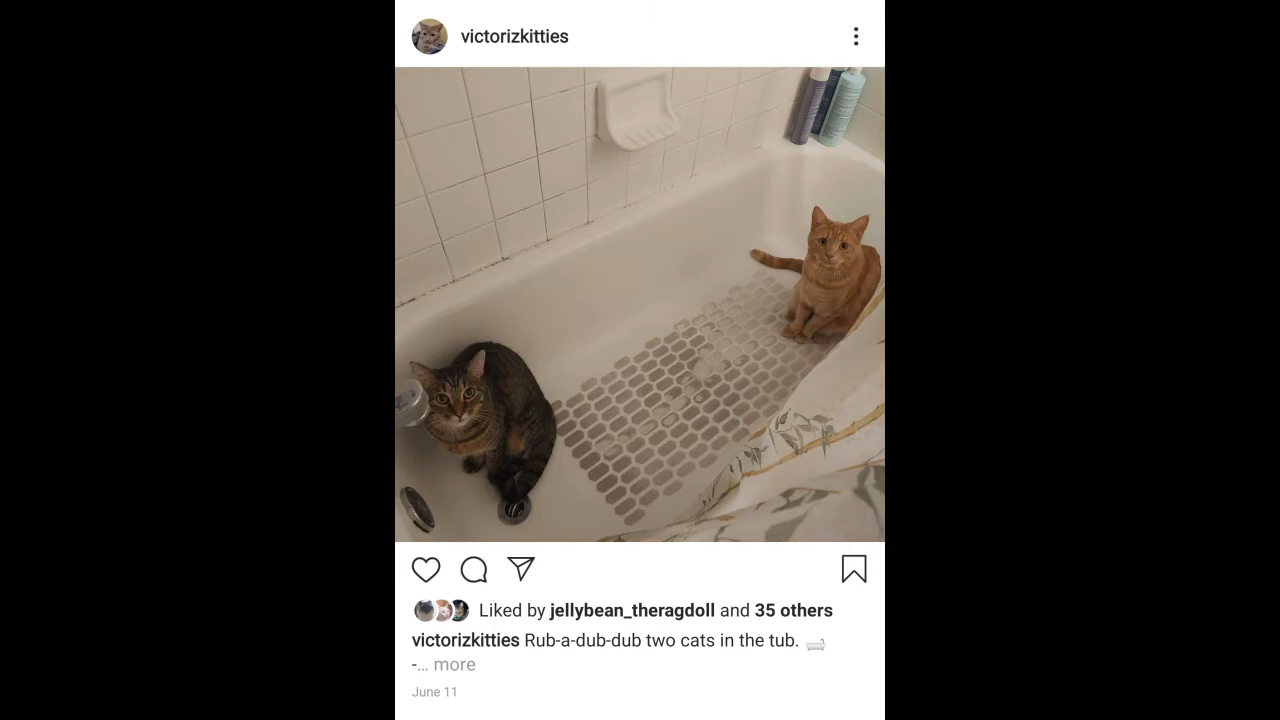 victorizkitties
Liked by jellybean_theragdoll and 35 others
victorizkitties Rub-a-dub-dub two cats in the tub. 🛁
-... more
June 11